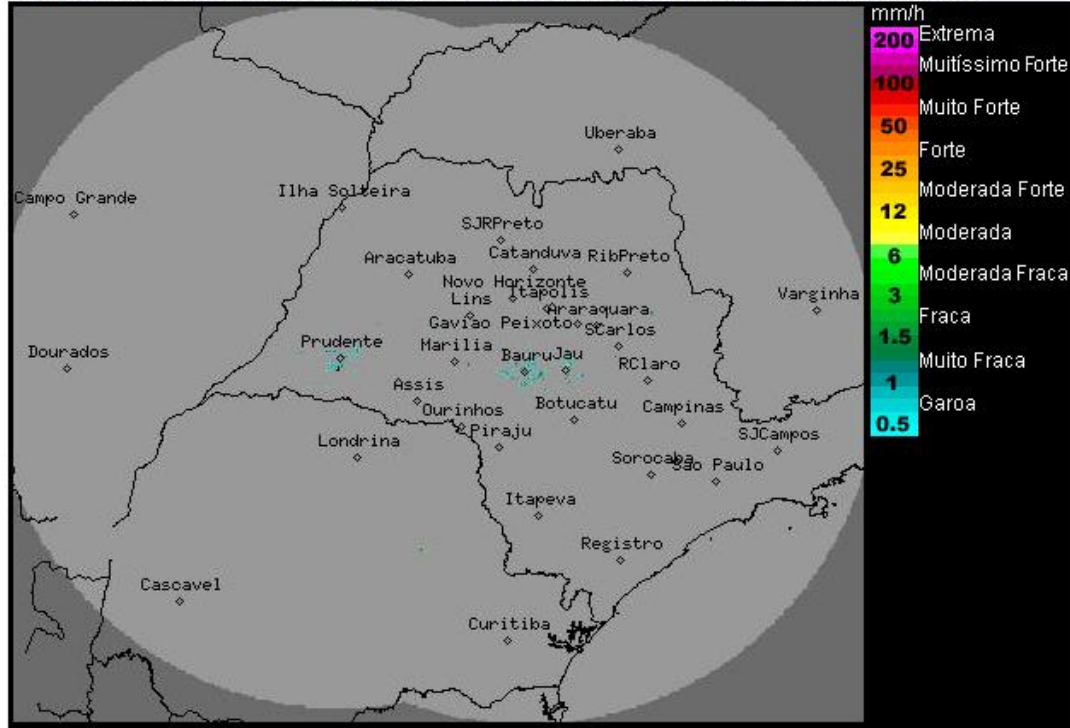 mm/h
200 Extrema
Muitíssimo Forte
100
Muito Forte
50
Forte
25
Moderada Forte
12
Moderada
6
Moderada Fraca
3
Fraca
1.5
Muito Fraca
1
Garoa
0.5
Uberaba
Ilha Solteira
Campo Grande
SJRPreto
Catanduva
Aracatuba
RibPreto
Novo Horizonte
Itapolis
Lins
Varginha
Araraquara
Gaviao Peixoto
SCarlos
Prudente
Dourados
Marilia
Bauru
Jau
RClaro
Assis
Botucatu
Campinas
Ourinhos
Piraju
SJCampos
Londrina
Sorocaba
Sao Paulo
Itapeva
Registro
Cascavel
Curitiba